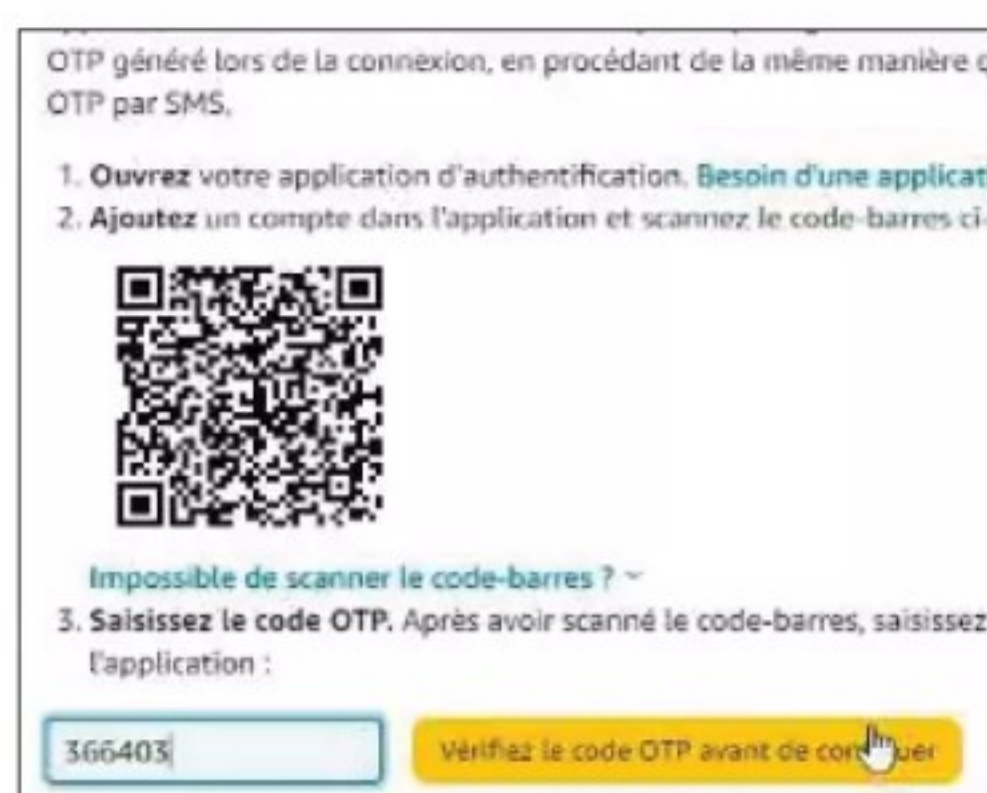 OTP généré lors de la connexion, en procédant de la même manière
OTP par SMS.
1. Ouvrez votre application d'authentification. Besoin d'une applicat
2. Ajoutez un compte dans l'application et scannez le code-barres ci-
Impossible de scanner le code-barres ?
3. Saisissez le code OTP. Après avoir scanné le code-barres, saisissez
l'application :
366403 Vérifiez le code OTP avant de continuer